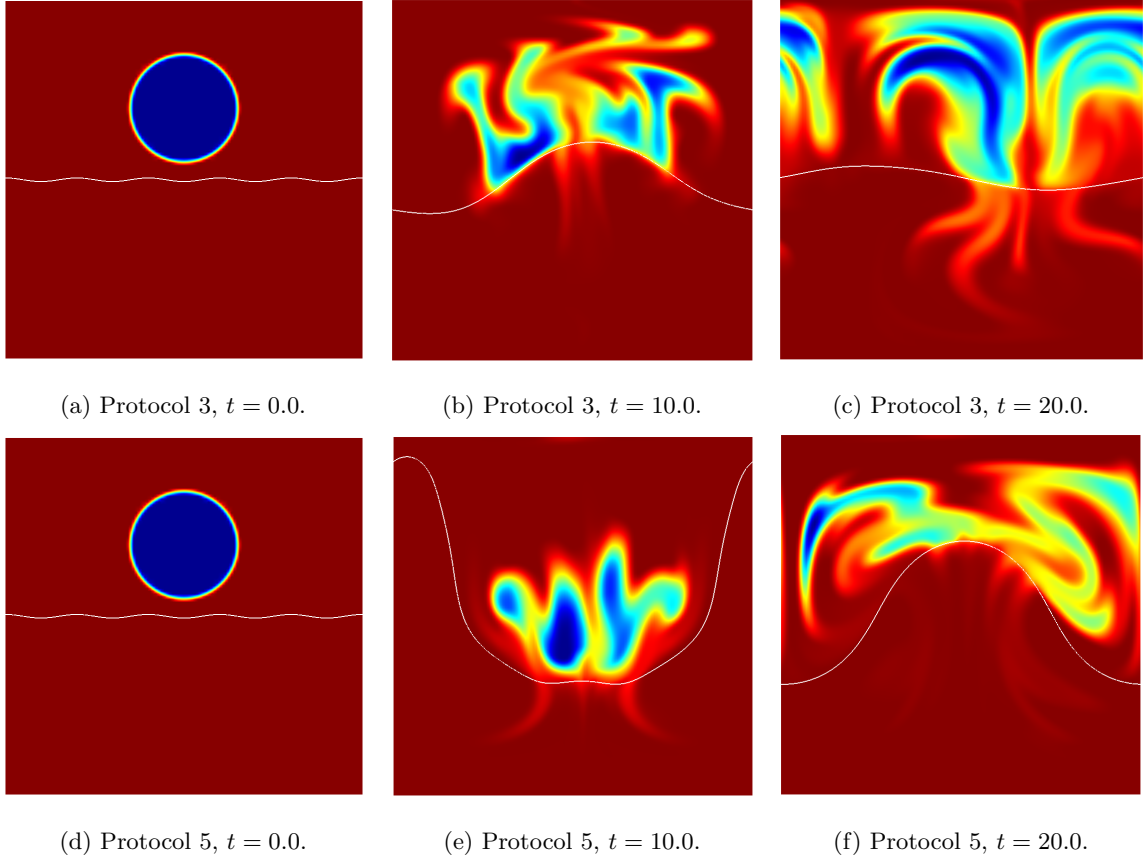 (a) Protocol 3, t = 0.0.
(b) Protocol 3, t = 10.0.
(c) Protocol 3, t = 20.0.
(d) Protocol 5, t = 0.0.
(e) Protocol 5, t = 10.0.
(f) Protocol 5, t = 20.0.